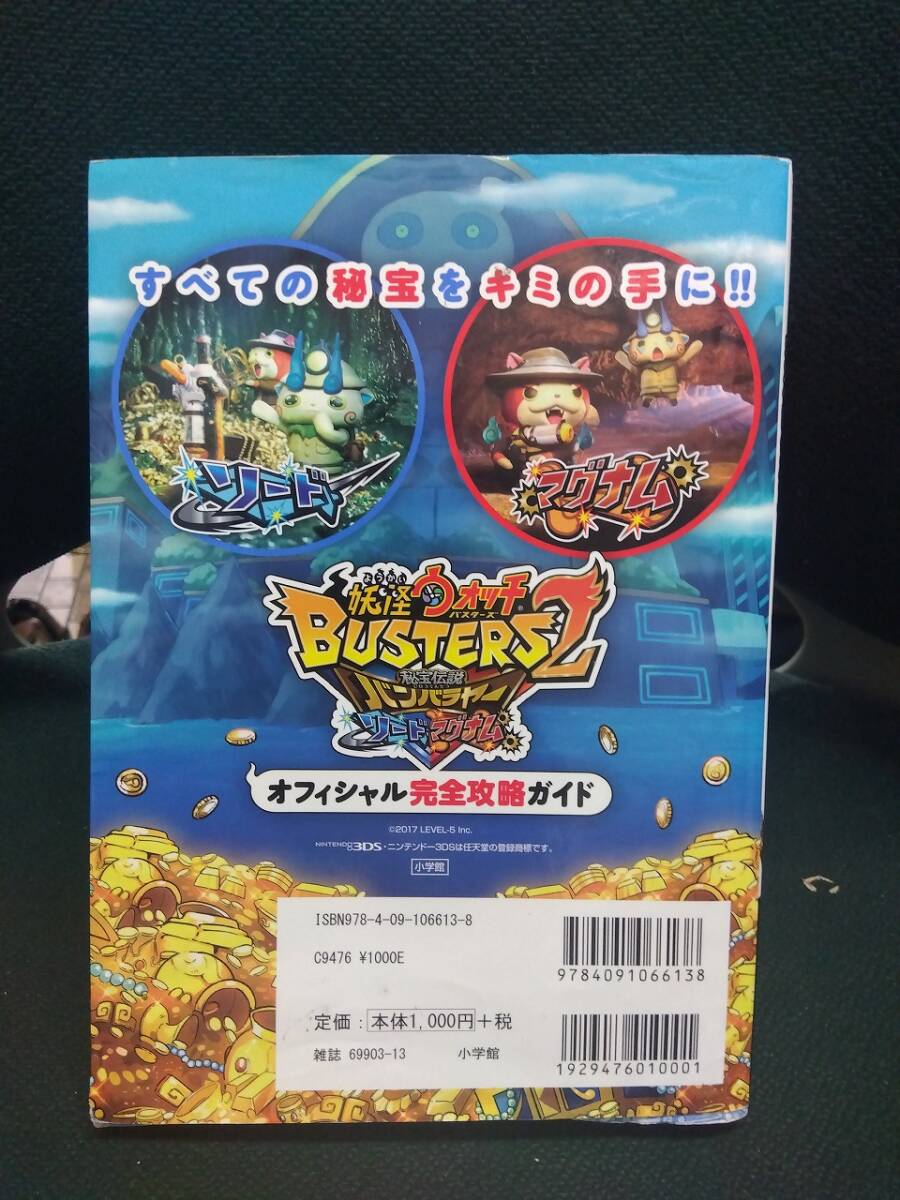 すべての秘宝をキミの手に!!
ソード
マグナム
ようかい
妖怪ウォッチ
バスターズ
BUSTERS2
秘宝伝説
バンバラヤー
ソード マグナム
オフィシャル完全攻略ガイド
©2017 LEVEL-5 Inc.
NINTENDO 3DS・ニンテンドー3DSは任天堂の登録商標です。
小学館
ISBN978-4-09-106613-8
C9476 ¥1000E
9784091066138
定価:本体1,000円+税
雑誌 69903-13 小学館
1929476010001